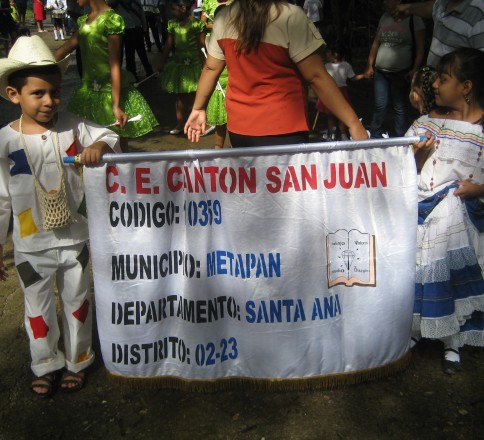 C. E. CANTON SAN JUAN
CODIGO: 10359
MUNICIPIO: METAPAN
DEPARTAMENTO: SANTA ANA
DISTRITO: 02-23